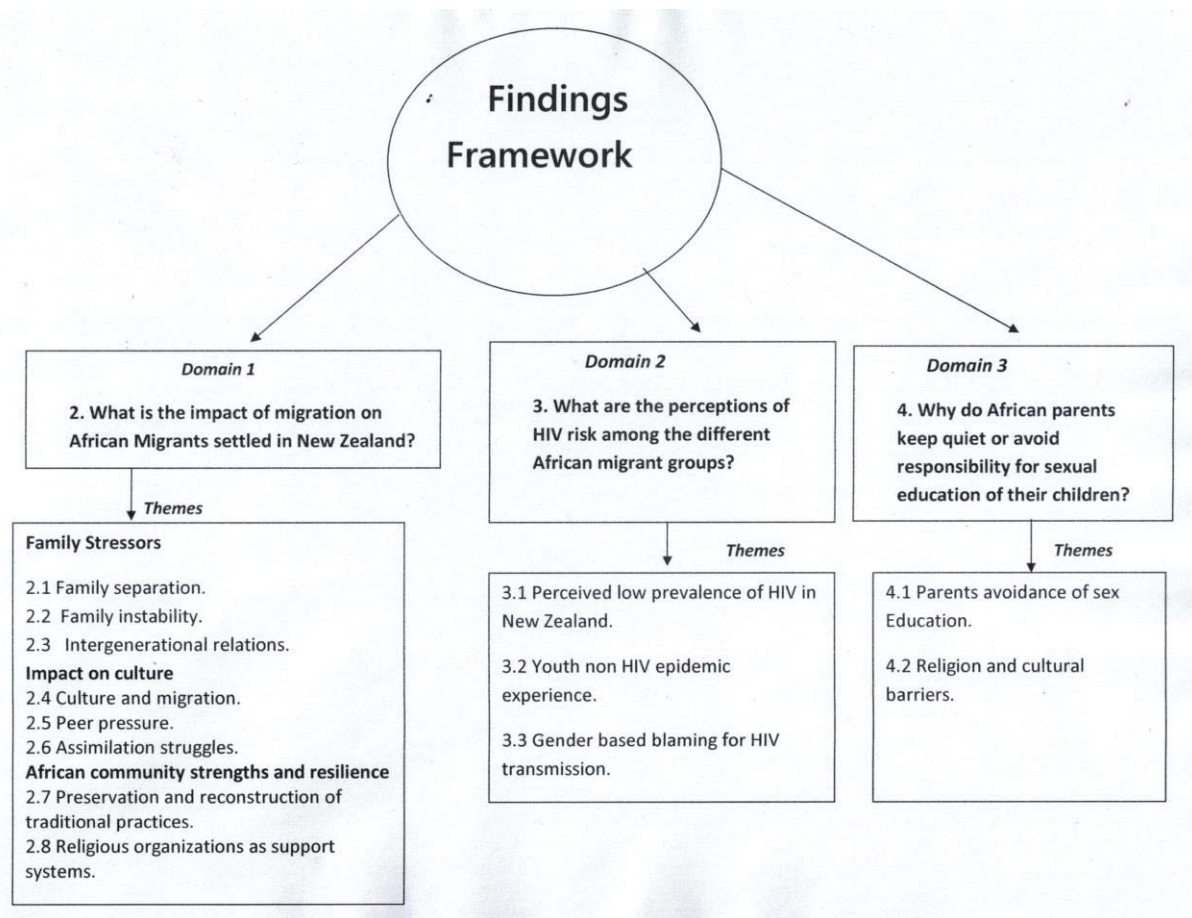 Findings
Framework
Domain 1
2. What is the impact of migration on
African Migrants settled in New Zealand?
Themes
Family Stressors
2.1 Family separation.
2.2 Family instability.
2.3 Intergenerational relations.
Impact on culture
2.4 Culture and migration.
2.5 Peer pressure.
2.6 Assimilation struggles.
African community strengths and resilience
2.7 Preservation and reconstruction of
traditional practices.
2.8 Religious organizations as support
systems.
Domain 2
3. What are the perceptions of
HIV risk among the different
African migrant groups?
Themes
3.1 Perceived low prevalence of HIV in
New Zealand.
3.2 Youth non HIV epidemic
experience.
3.3 Gender based blaming for HIV
transmission.
Domain 3
4. Why do African parents
keep quiet or avoid
responsibility for sexual
education of their children?
Themes
4.1 Parents avoidance of sex
Education.
4.2 Religion and cultural
barriers.